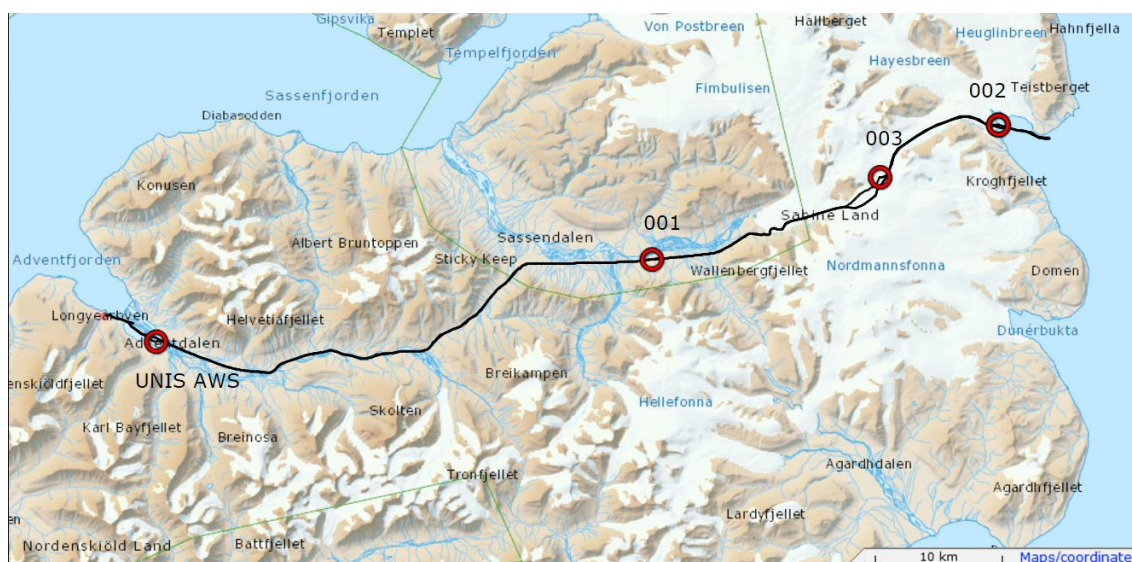 Gipsvika
Templet
Von Postbreen
Hallberget
Heuglinbreen
Hahnfjella
Tempelfjorden
Hayesbreen
Sassenfjorden
Fimbulisen
002
Teistberget
Diabasodden
003
Konusen
Kroghfjellet
001
Sabine Land
Albert Bruntoppen
Sassendalen
Adventfjorden
Sticky Keep
Wallenbergfjellet
Nordmannsfonna
Domen
Longyearbyen
Helvetiafjellet
Dunérbukta
Adventdalen
UNIS AWS
enskiöldfjellet
Breikampen
Hellefonna
Skolten
Karl Bayfjellet
Breinosa
Agardhdalen
Tronfjellet
Agardhfjellet
Lardyfjellet
en
Nordenskiöld Land
Battfjellet
10 km
Maps/coordinate